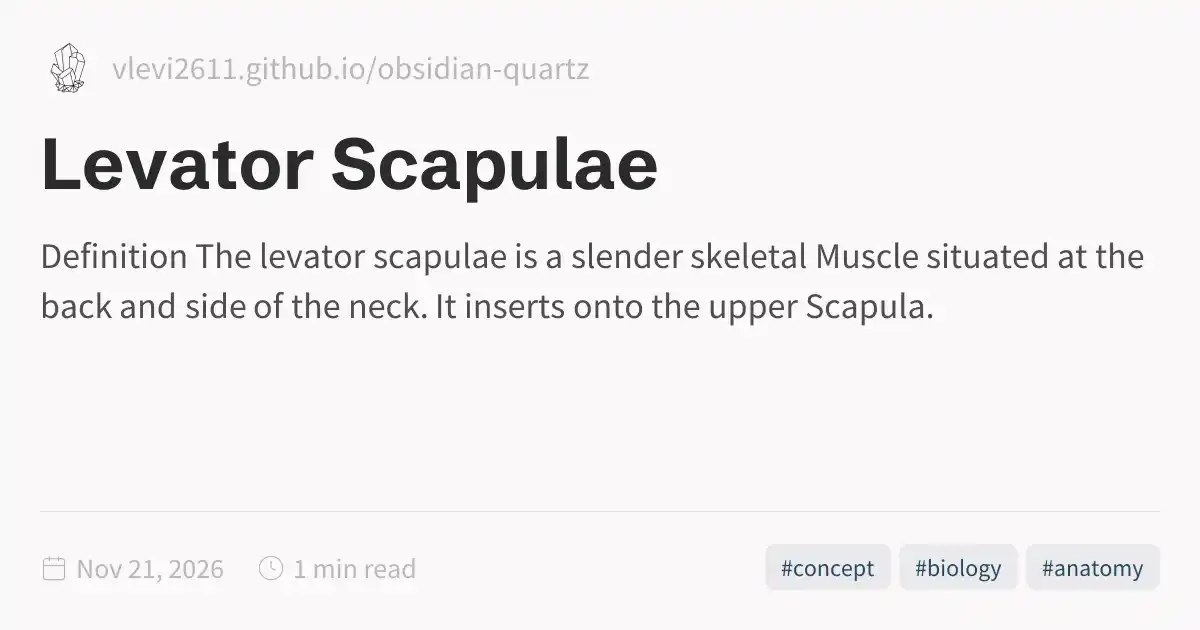 vlevi2611.github.io/obsidian-quartz
Levator Scapulae
Definition The levator scapulae is a slender skeletal Muscle situated at the
back and side of the neck. It inserts onto the upper Scapula.
Nov 21, 2026 1 min read #concept #biology #anatomy